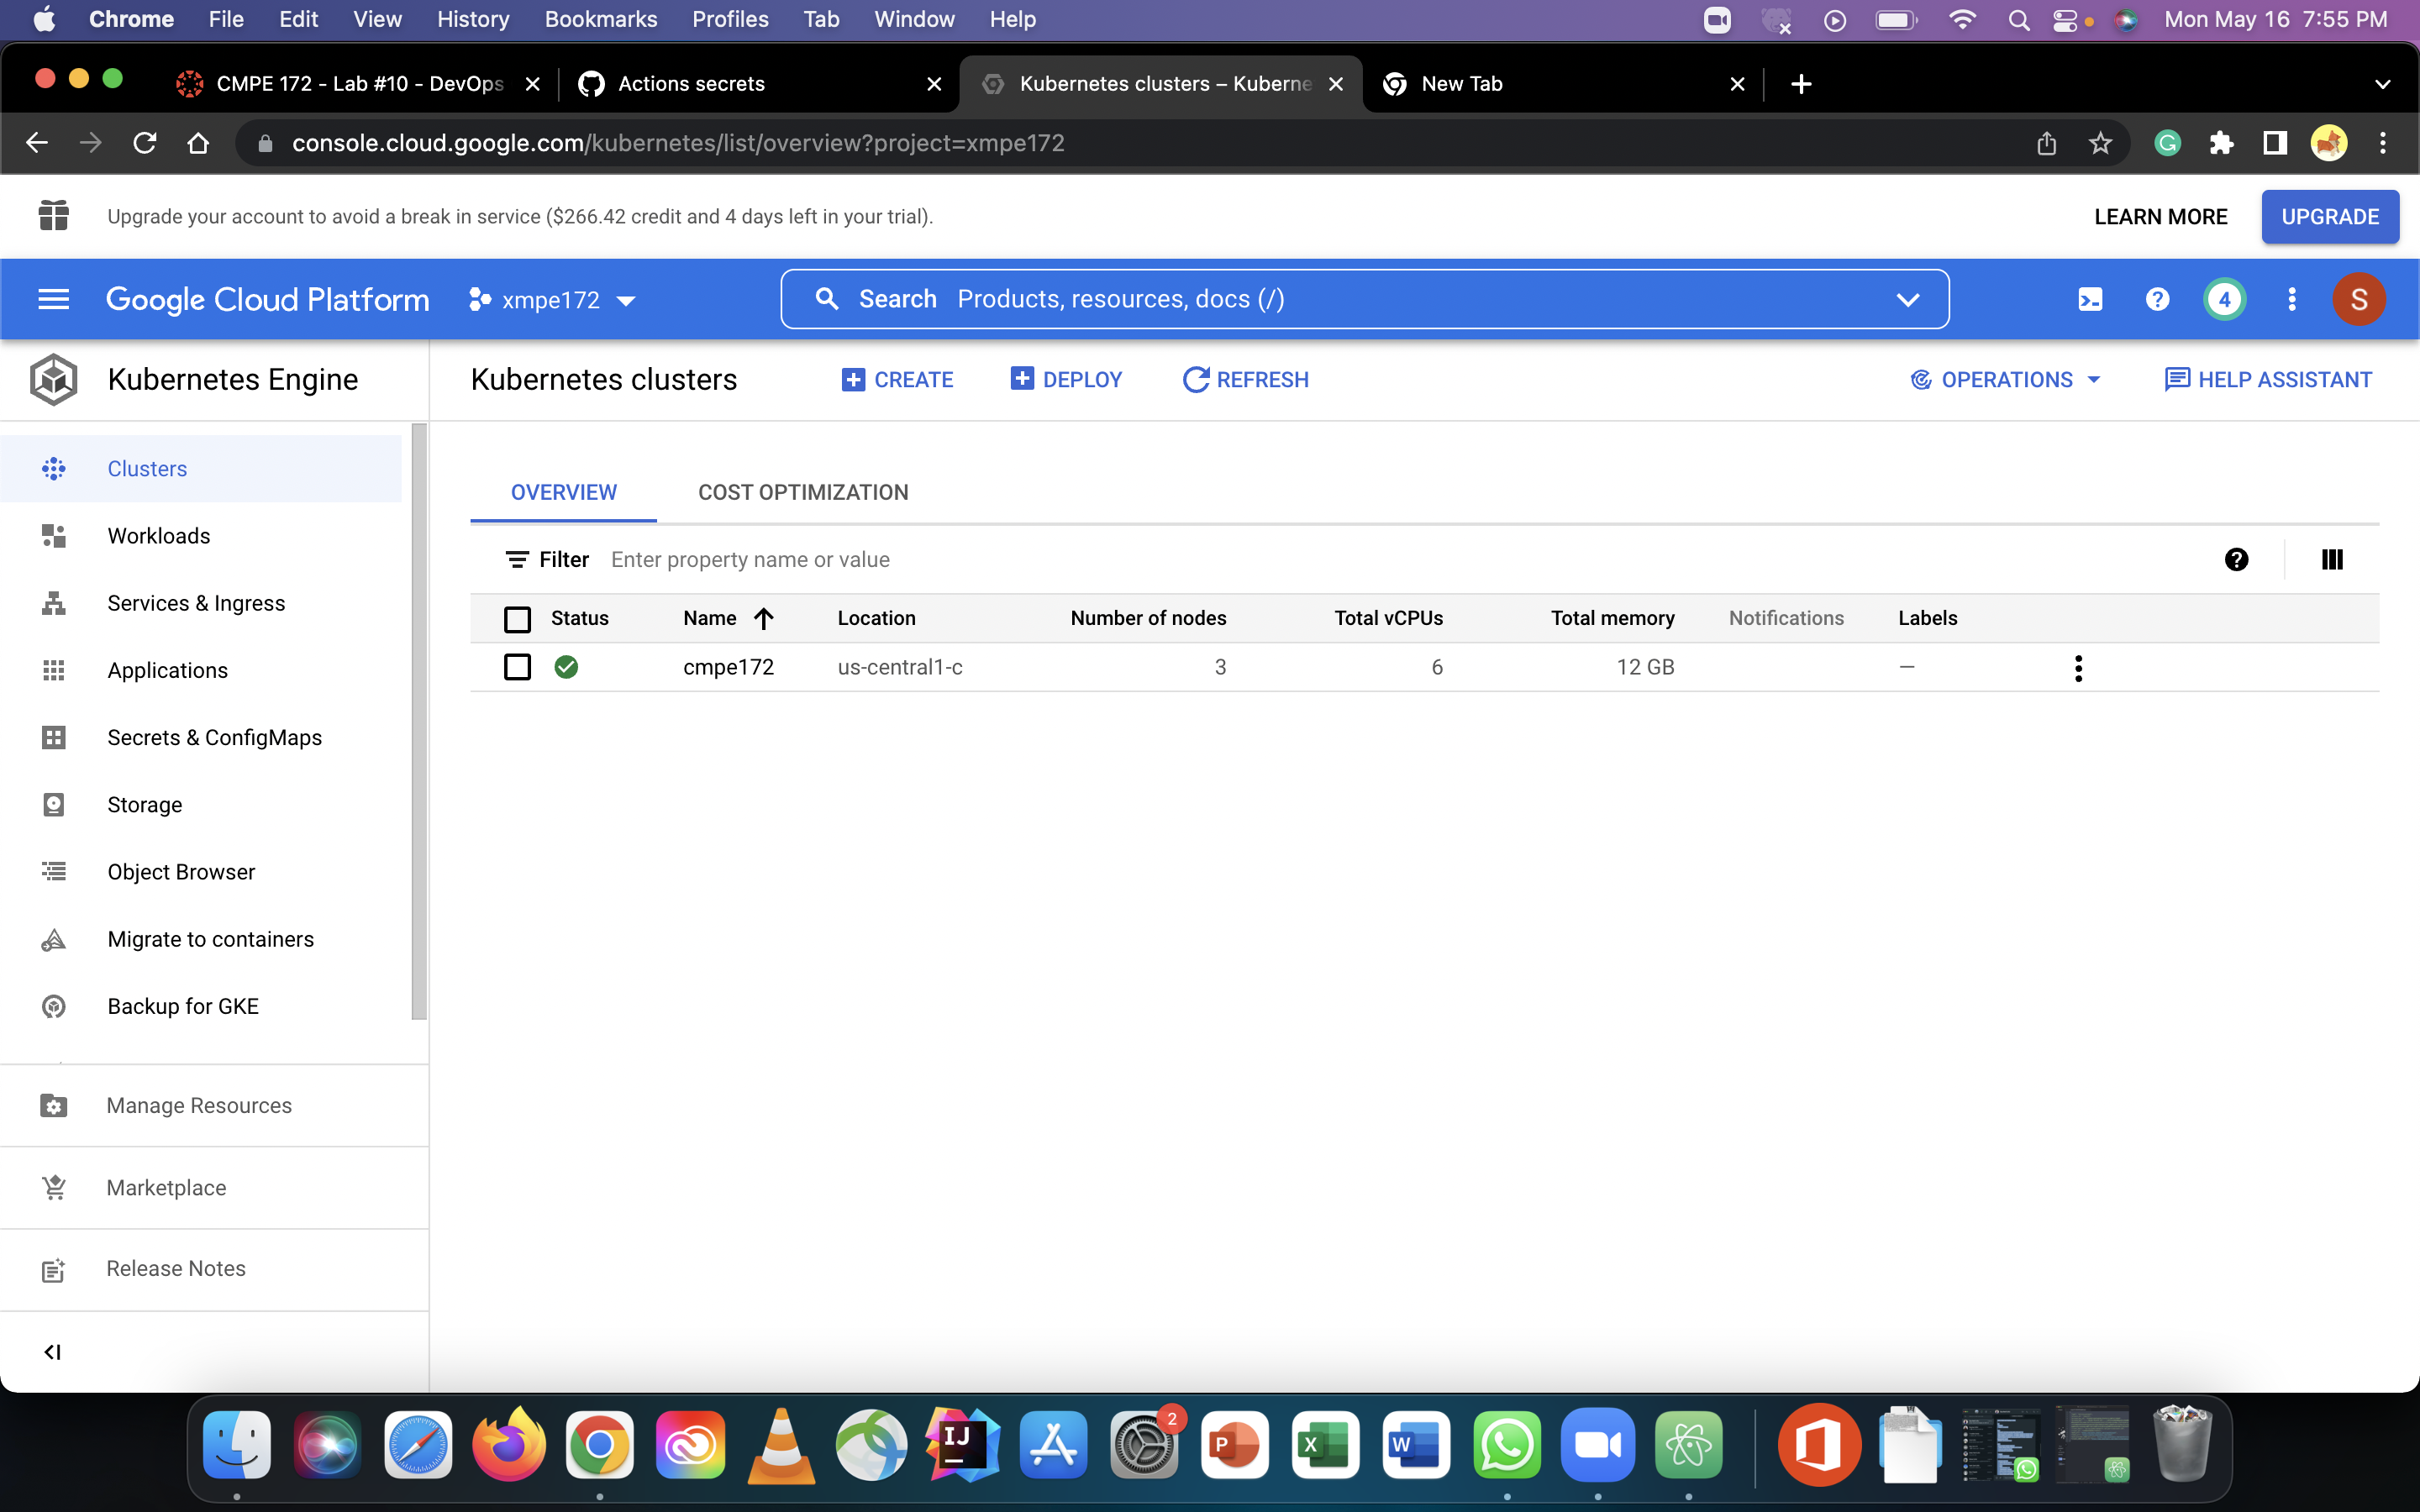 Chrome File Edit View History Bookmarks Profiles Tab Window Help Mon May 16 7:55 PM
CMPE 172 - Lab #10 - DevOps Actions secrets Kubernetes clusters – Kuberne New Tab
console.cloud.google.com/kubernetes/list/overview?project=xmpe172
Upgrade your account to avoid a break in service ($266.42 credit and 4 days left in your trial). LEARN MORE UPGRADE
Google Cloud Platform xmpe172 Search Products, resources, docs (/) 4 S
Kubernetes Engine Kubernetes clusters CREATE DEPLOY REFRESH OPERATIONS HELP ASSISTANT
Clusters
Workloads
Services & Ingress
Applications
Secrets & ConfigMaps
Storage
Object Browser
Migrate to containers
Backup for GKE
Manage Resources
Marketplace
Release Notes
OVERVIEW COST OPTIMIZATION
Filter Enter property name or value
Status Name Location Number of nodes Total vCPUs Total memory Notifications Labels
cmpe172 us-central1-c 3 6 12 GB —
IJ 2 P X W